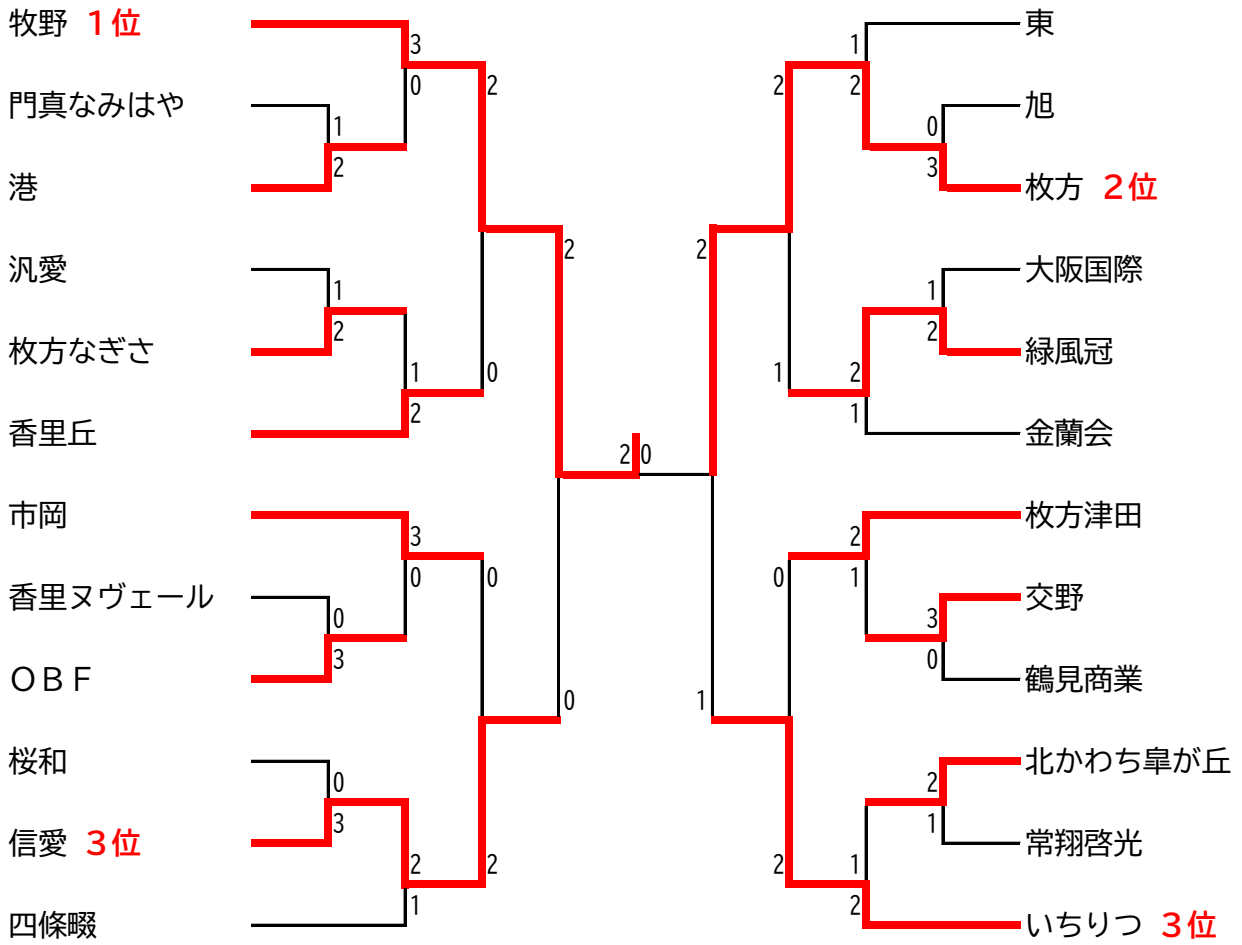 牧野 １位
3
0
2
門真なみはや
1
2
港
汎愛
1
2
枚方なぎさ
1
2
0
香里丘
2
市岡
3
0
0
香里ヌヴェール
0
3
ＯＢＦ
0
桜和
0
3
信愛 ３位
2
1
2
四條畷
2 0
東
1
2
2
旭
0
3
枚方 ２位
2
大阪国際
1
2
緑風冠
1
2
1
金蘭会
枚方津田
2
1
0
交野
3
0
鶴見商業
1
北かわち皐が丘
2
1
常翔啓光
2
1
2
いちりつ ３位